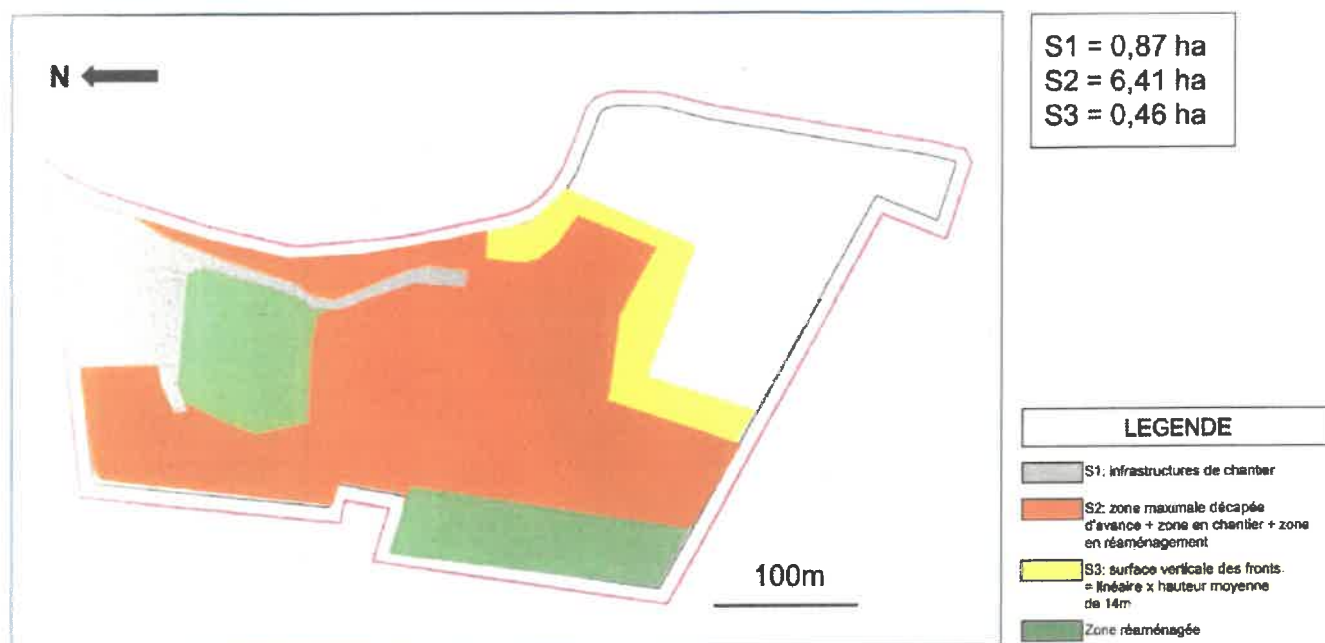 N
S1 = 0,87 ha
S2 = 6,41 ha
S3 = 0,46 ha
100m
LEGENDE
S1: infrastructures de chantier
S2: zone maximale décapée
d'avance + zone en chantier + zone
en réaménagement
S3: surface verticale des fronts
= linéaire x hauteur moyenne
de 14m
Zone réaménagée